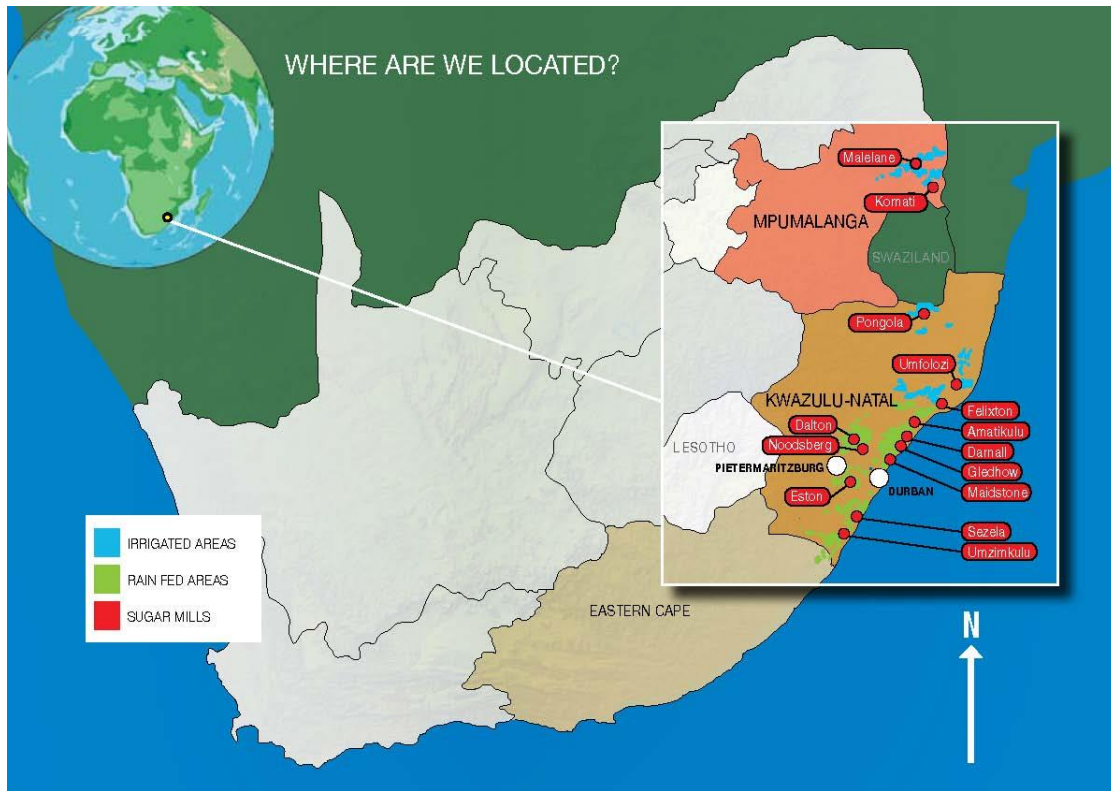 WHERE ARE WE LOCATED?
Malelane
Komati
MPUMALANGA
SWAZILAND
Pongola
Umfolozi
KWAZULU-NATAL
Felixton
Dalton
Amatikulu
Noodsberg
Darnall
LESOTHO
Gledhow
PIETERMARITZBURG
Maidstone
Eston
DURBAN
Sezela
Umzimkulu
IRRIGATED AREAS
RAIN FED AREAS
SUGAR MILLS
EASTERN CAPE
N